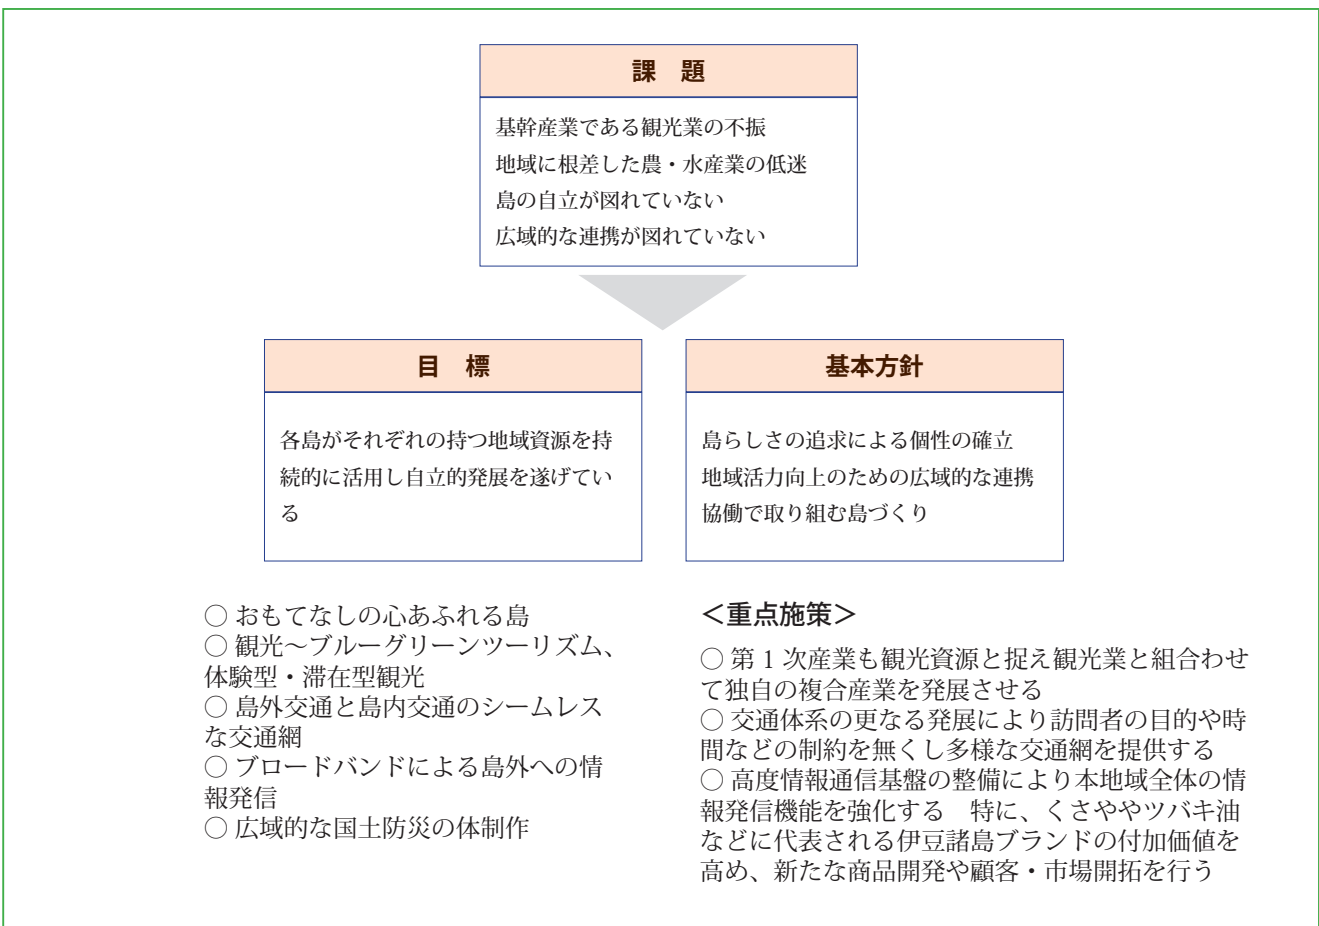 課　題
基幹産業である観光業の不振
地域に根差した農・水産業の低迷
島の自立が図れていない
広域的な連携が図れていない
目　標
各島がそれぞれの持つ地域資源を持
続的に活用し自立的発展を遂げてい
る
基本方針
島らしさの追求による個性の確立
地域活力向上のための広域的な連携
協働で取り組む島づくり
○ おもてなしの心あふれる島
○ 観光～ブルーグリーンツーリズム、
体験型・滞在型観光
○ 島外交通と島内交通のシームレス
な交通網
○ ブロードバンドによる島外への情
報発信
○ 広域的な国土防災の体制作
＜重点施策＞
○ 第 1 次産業も観光資源と捉え観光業と組合わせ
て独自の複合産業を発展させる
○ 交通体系の更なる発展により訪問者の目的や時
間などの制約を無くし多様な交通網を提供する
○ 高度情報通信基盤の整備により本地域全体の情
報発信機能を強化する　特に、くさややツバキ油
などに代表される伊豆諸島ブランドの付加価値を
高め、新たな商品開発や顧客・市場開拓を行う